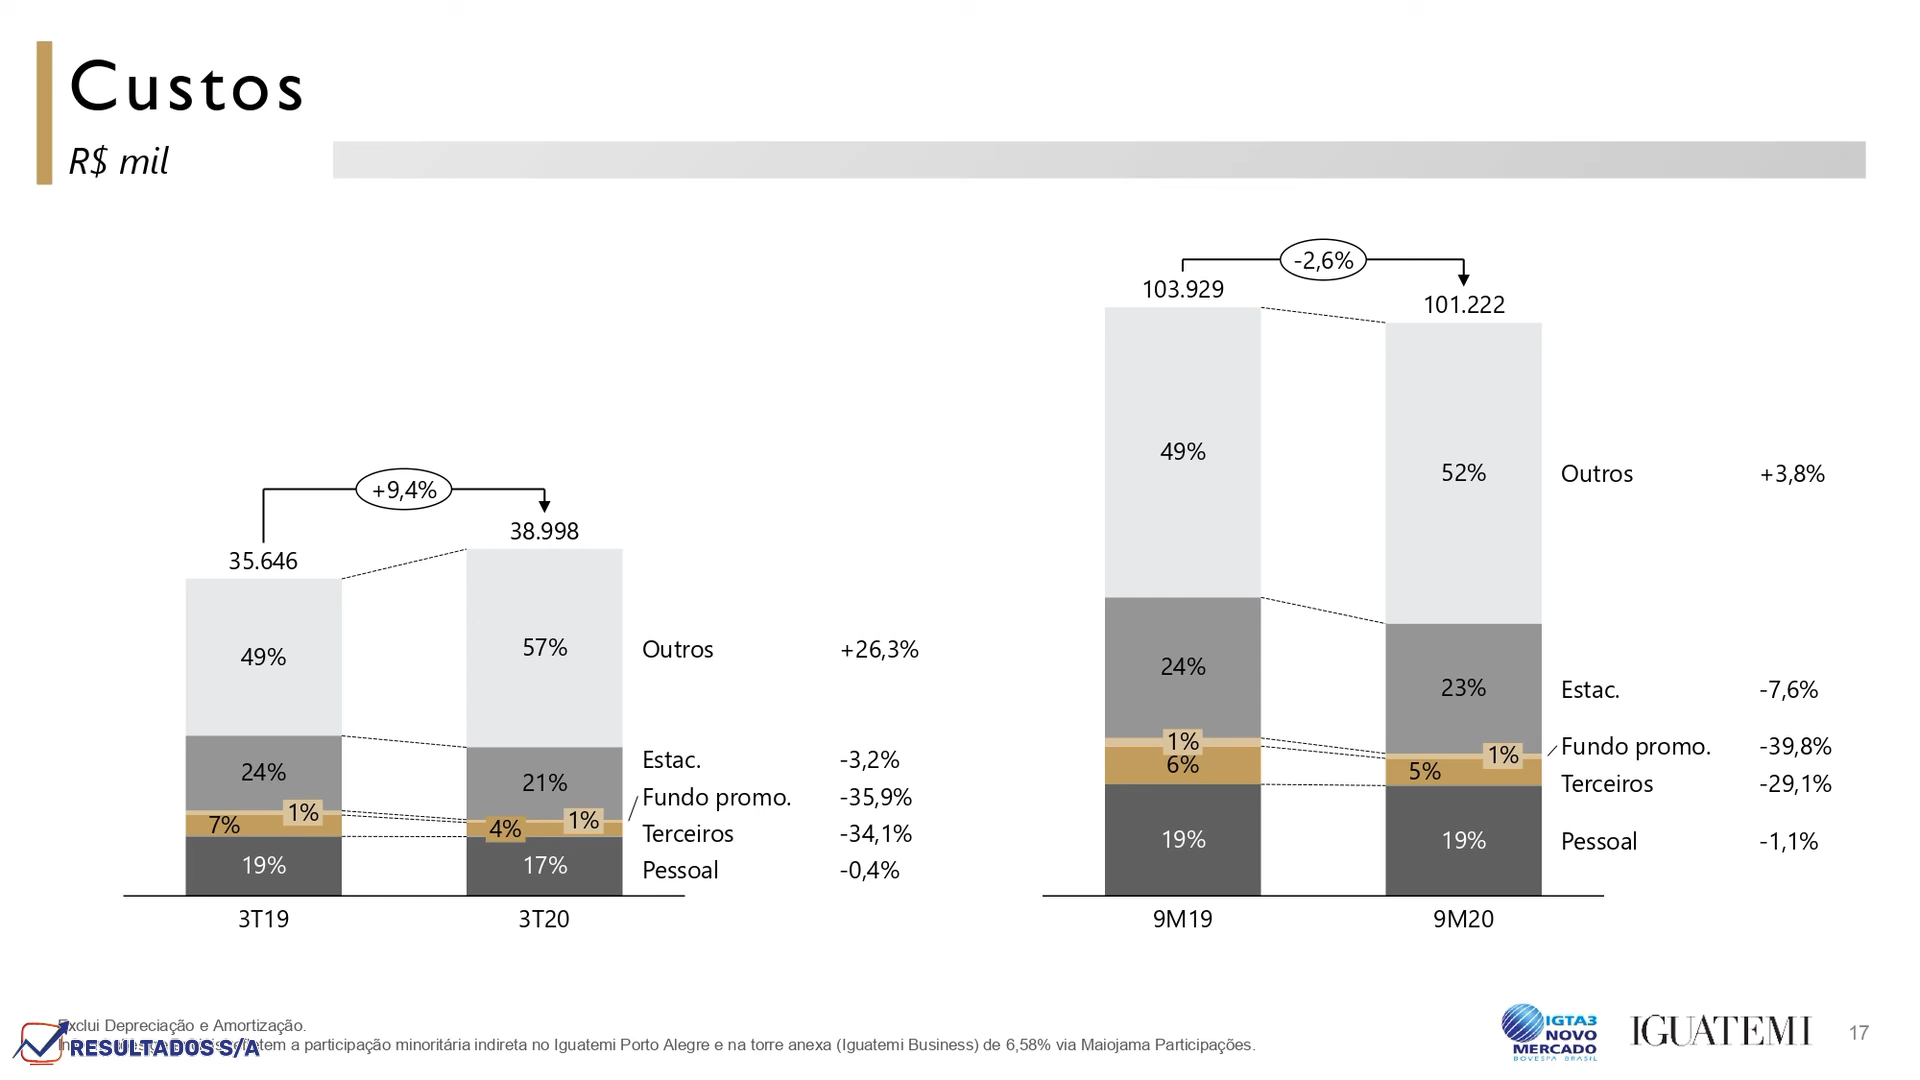 Custos
R$ mil
+9,4%
35.646
38.998
49%
57%
24%
21%
1%
1%
7%
4%
19%
17%
3T19
3T20
Outros +26,3%
Estac. -3,2%
Fundo promo. -35,9%
Terceiros -34,1%
Pessoal -0,4%
-2,6%
103.929
101.222
49%
52%
24%
23%
1%
1%
6%
5%
19%
19%
9M19
9M20
Outros +3,8%
Estac. -7,6%
Fundo promo. -39,8%
Terceiros -29,1%
Pessoal -1,1%
Exclui Depreciação e Amortização.
a participação minoritária indireta no Iguatemi Porto Alegre e na torre anexa (Iguatemi Business) de 6,58% via Maiojama Participações.
RESULTADOS S/A
IGTA3
NOVO
MERCADO
BOVESPA BRASIL
IGUATEMI
17